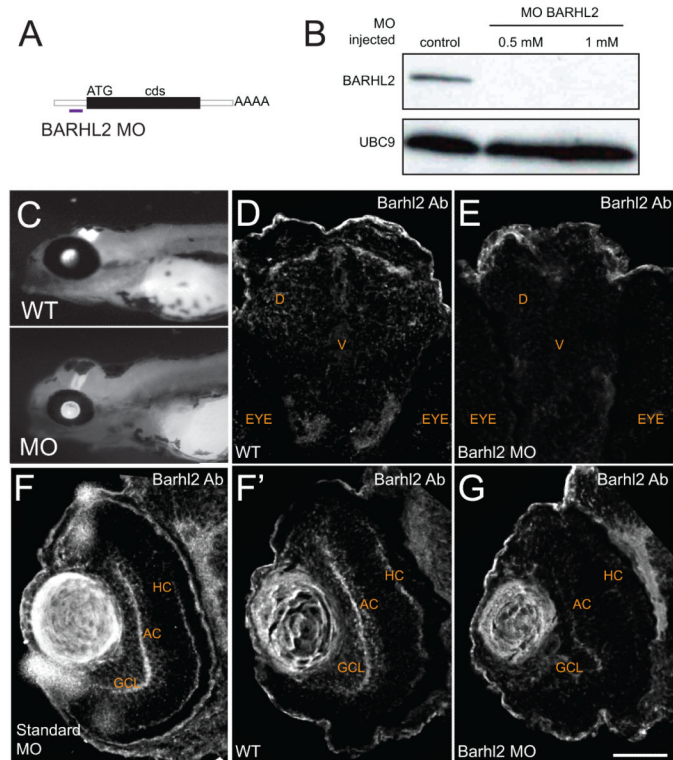 A
ATG
cds
AAAA
BARHL2 MO
B
MO BARHL2
MO
injected
control
0.5 mM
1 mM
BARHL2
UBC9
C
WT
MO
D
Barhl2 Ab
D
V
EYE
EYE
WT
E
Barhl2 Ab
D
V
EYE
EYE
Barhl2 MO
F
Barhl2 Ab
HC
AC
GCL
Standard
MO
F'
Barhl2 Ab
HC
AC
GCL
WT
G
Barhl2 Ab
HC
AC
GCL
Barhl2 MO